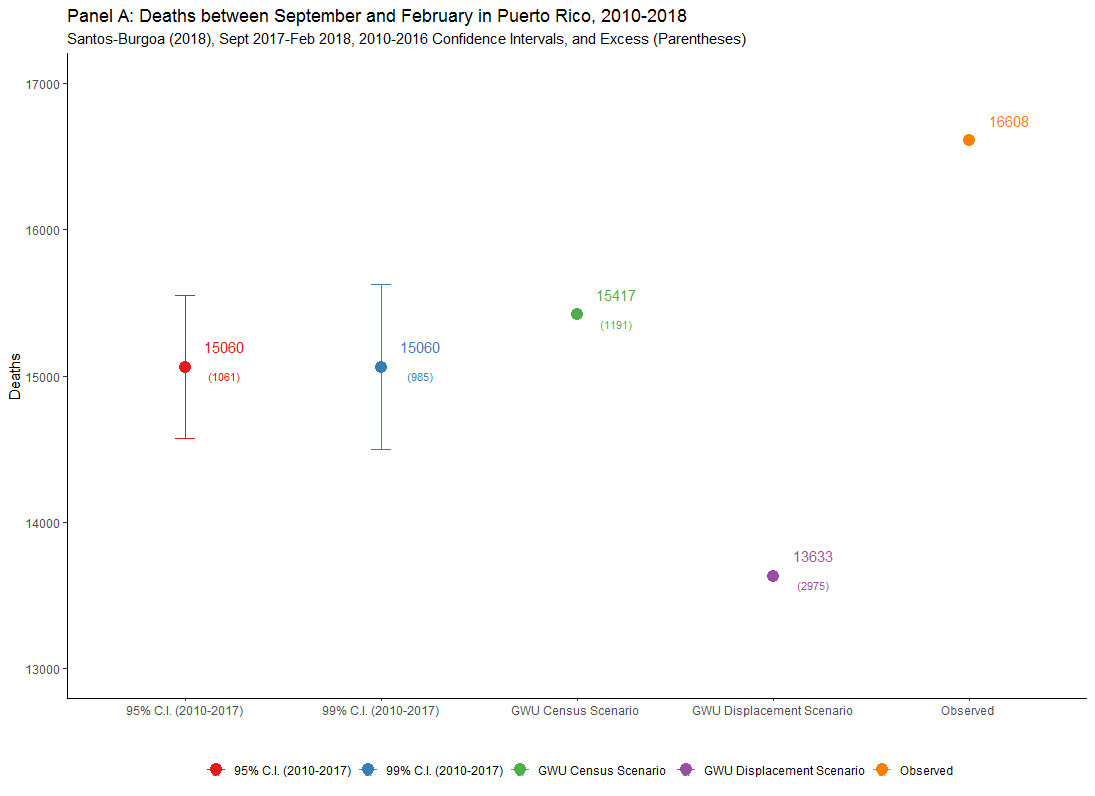 Panel A: Deaths between September and February in Puerto Rico, 2010-2018
Santos-Burgoa (2018), Sept 2017-Feb 2018, 2010-2016 Confidence Intervals, and Excess (Parentheses)
17000
16608
16000
15417
(1191)
15060
(1061)
15060
(985)
15000
Deaths
14000
13633
(2975)
13000
95% C.I. (2010-2017)
99% C.I. (2010-2017)
GWU Census Scenario
GWU Displacement Scenario
Observed
95% C.I. (2010-2017)
99% C.I. (2010-2017)
GWU Census Scenario
GWU Displacement Scenario
Observed